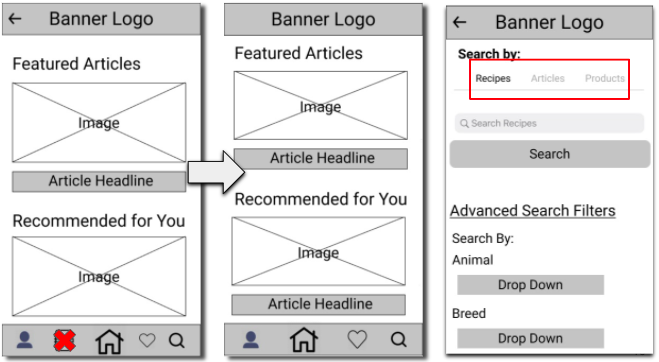 Banner Logo
Featured Articles
Image
Article Headline
Recommended for You
Image
Banner Logo
Featured Articles
Image
Article Headline
Recommended for You
Image
Article Headline
Banner Logo
Search by:
Recipes Articles Products
Search Recipes
Search
Advanced Search Filters
Search By:
Animal
Drop Down
Breed
Drop Down